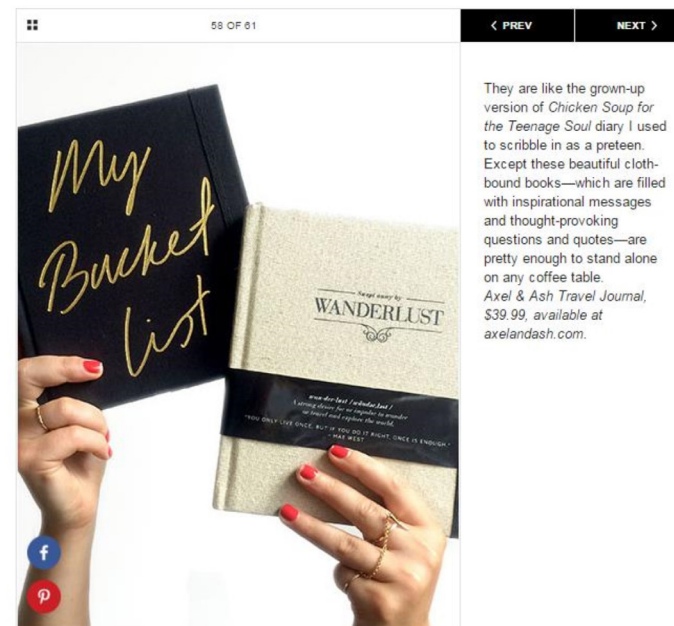 58 OF 61
PREV
NEXT
My
Bucket
list
Swept away by
WANDERLUST
wan·der·lust /wändər,ləst/
A strong desire for or impulse to wander
or travel and explore the world.
"YOU ONLY LIVE ONCE, BUT IF YOU DO IT RIGHT, ONCE IS ENOUGH."
- MAE WEST
f
They are like the grown-up
version of Chicken Soup for
the Teenage Soul diary I used
to scribble in as a preteen.
Except these beautiful cloth-
bound books—which are filled
with inspirational messages
and thought-provoking
questions and quotes—are
pretty enough to stand alone
on any coffee table.
Axel & Ash Travel Journal,
$39.99, available at
axelandash.com.